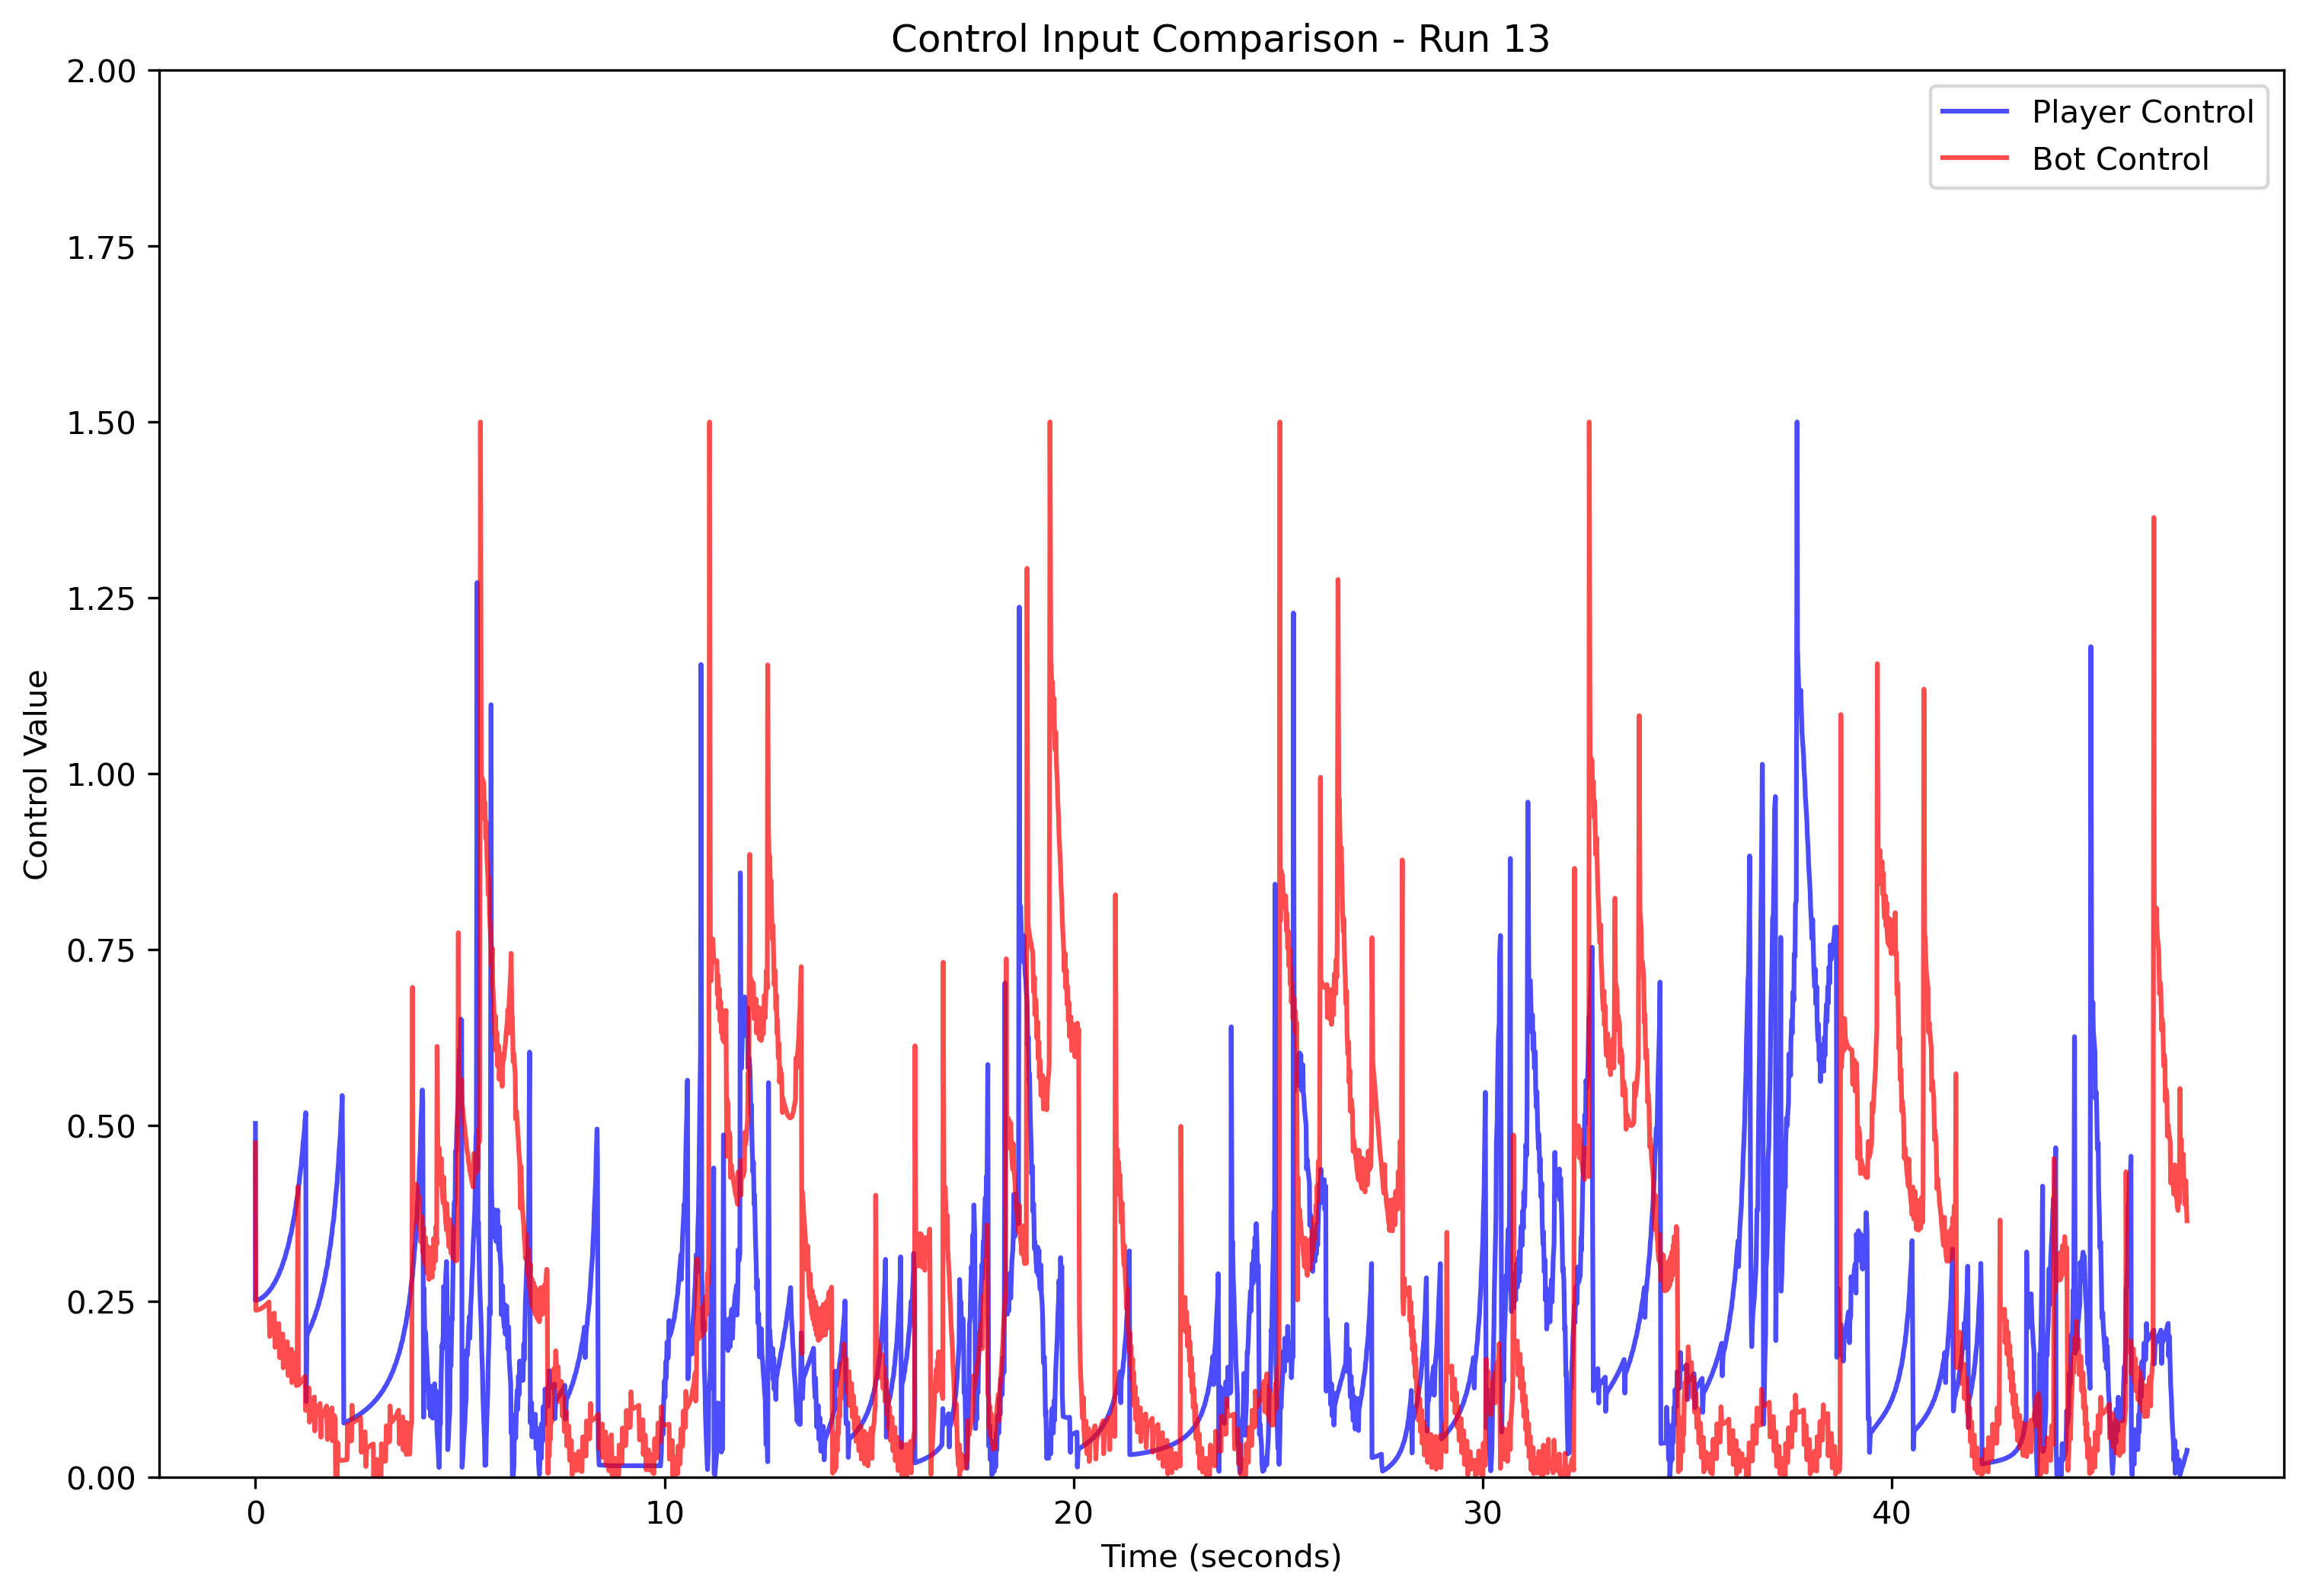 Control Input Comparison - Run 13
2.00
1.75
1.50
1.25
1.00
0.75
0.50
0.25
0.00
Control Value
Player Control
Bot Control
0 10 20 30 40
Time (seconds)